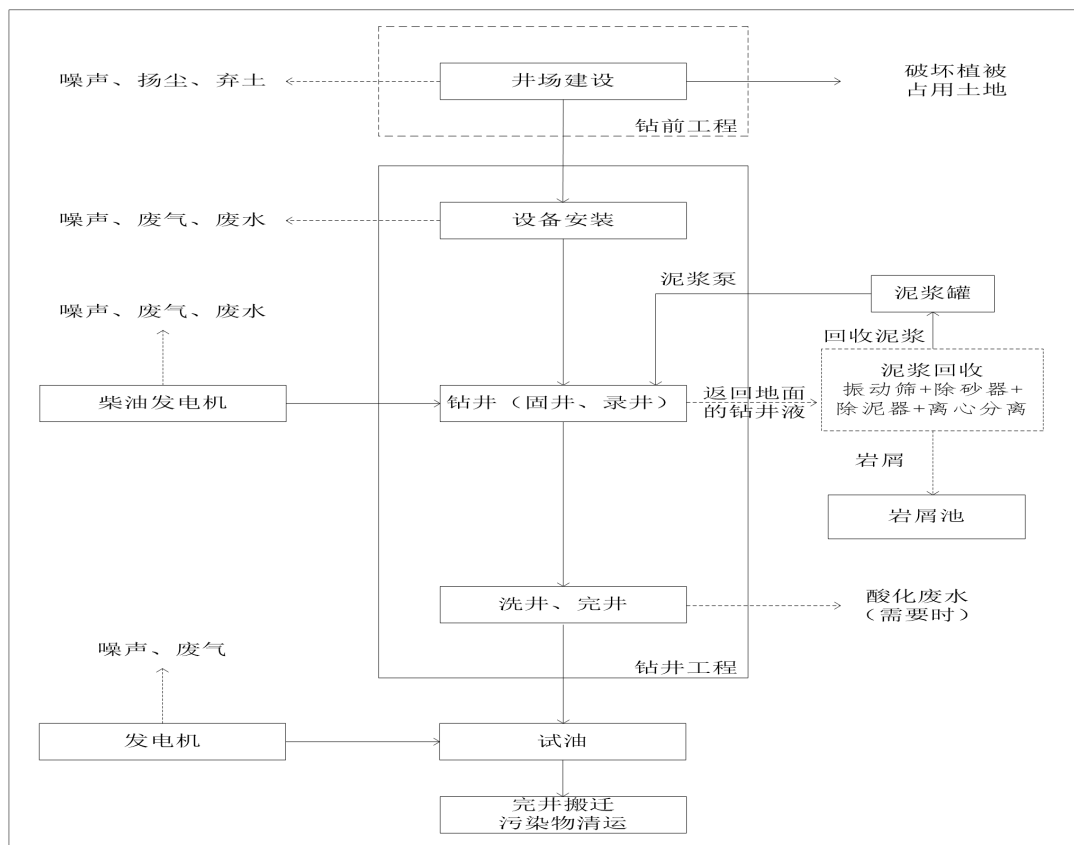 噪声、扬尘、弃土
井场建设
破坏植被
占用土地
钻前工程
噪声、废气、废水
设备安装
泥浆泵
泥浆罐
噪声、废气、废水
回收泥浆
泥浆回收
振动筛+除砂器+
除泥器+离心分离
柴油发电机
钻井（固井、录井）
返回地面
的钻井液
岩屑
岩屑池
洗井、完井
酸化废水
（需要时）
噪声、废气
钻井工程
发电机
试油
完井搬迁
污染物清运